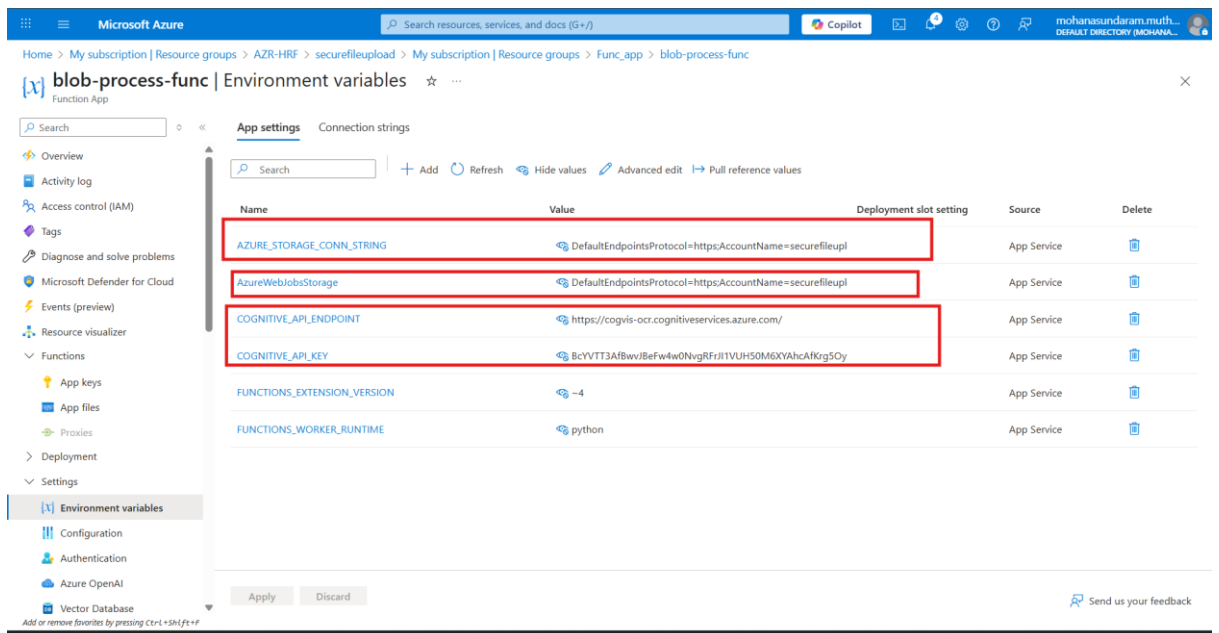 Microsoft Azure
Search resources, services, and docs (G+/)
Copilot
4
mohanasundaram.muth...
DEFAULT DIRECTORY (MOHANA...
Home > My subscription | Resource groups > AZR-HRF > securefileupload > My subscription | Resource groups > Func_app > blob-process-func
{x} blob-process-func | Environment variables
Function App
Search
Overview
Activity log
Access control (IAM)
Tags
Diagnose and solve problems
Microsoft Defender for Cloud
Events (preview)
Resource visualizer
Functions
App keys
App files
Proxies
Deployment
Settings
Environment variables
Configuration
Authentication
Azure OpenAI
Vector Database
Add or remove favorites by pressing Ctrl+Shift+F
App settings Connection strings
Search
Add Refresh Hide values Advanced edit Pull reference values
Name Value Deployment slot setting Source Delete
AZURE_STORAGE_CONN_STRING DefaultEndpointsProtocol=https;AccountName=securefileupl App Service
AzureWebJobsStorage DefaultEndpointsProtocol=https;AccountName=securefileupl App Service
COGNITIVE_API_ENDPOINT https://cogvis-ocr.cognitiveservices.azure.com/ App Service
COGNITIVE_API_KEY App Service
FUNCTIONS_EXTENSION_VERSION ~4 App Service
FUNCTIONS_WORKER_RUNTIME python App Service
Apply Discard
Send us your feedback